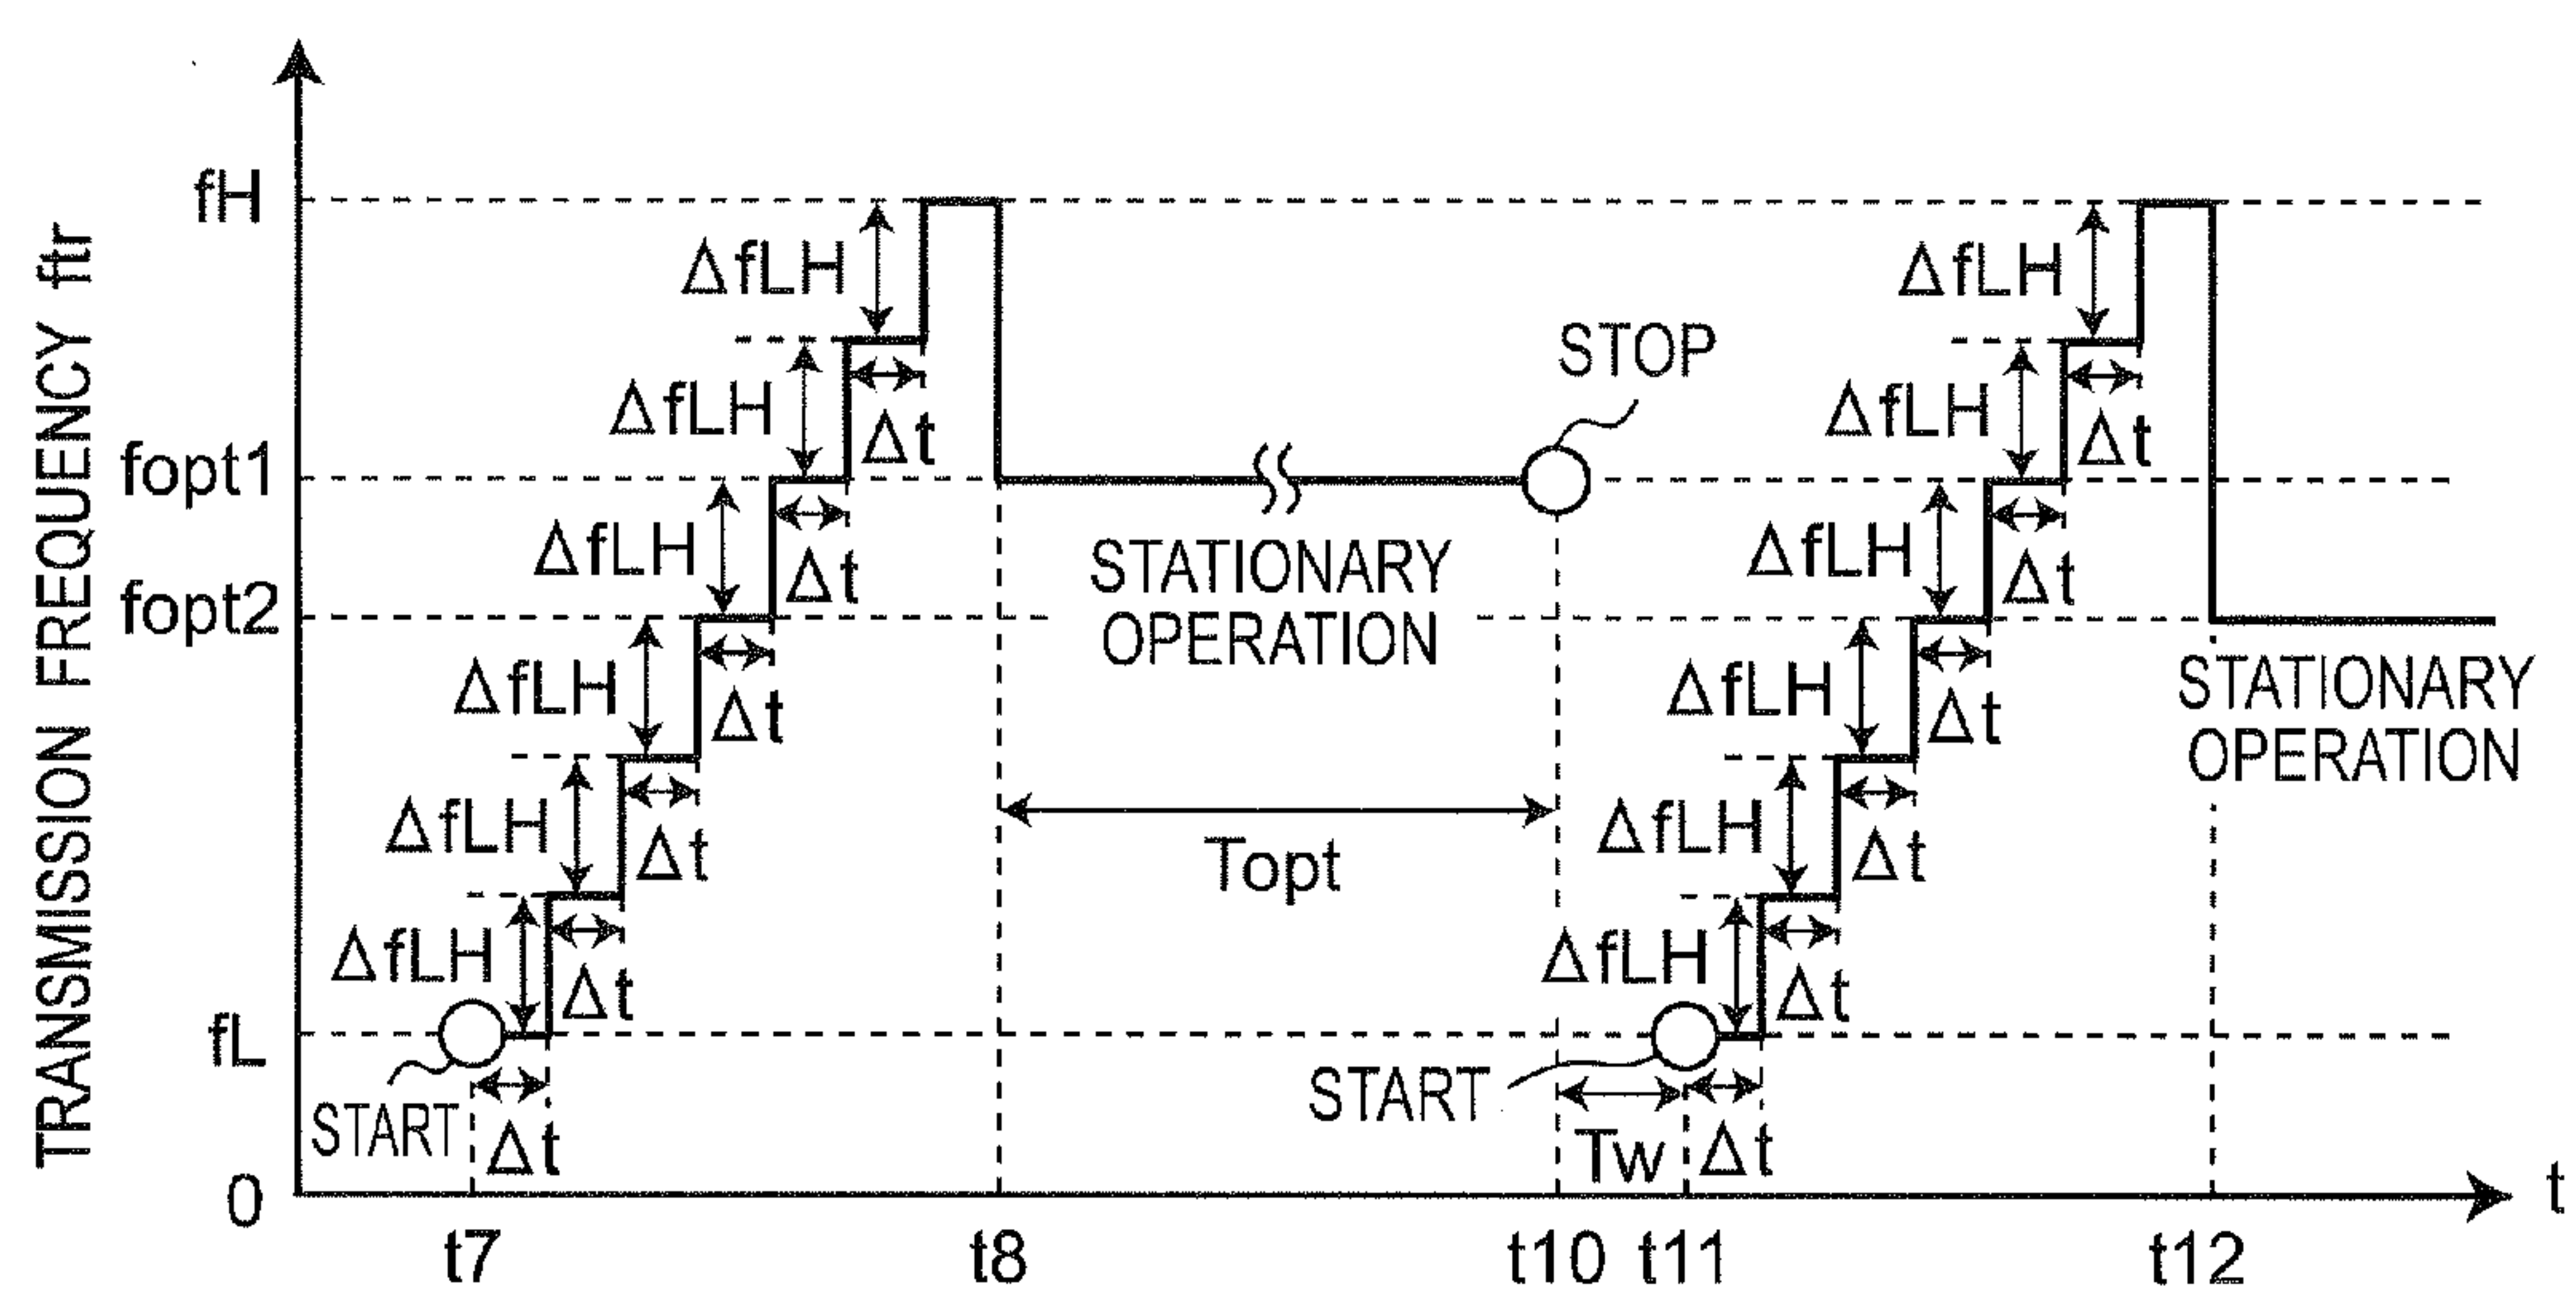 TRANSMISSION FREQUENCY ftr
fH
fopt1
fopt2
fL
0
ΔfLH
ΔfLH
ΔfLH
ΔfLH
ΔfLH
ΔfLH
Δt
Δt
Δt
Δt
Δt
Δt
Δt
START
STATIONARY
OPERATION
Topt
STOP
ΔfLH
ΔfLH
ΔfLH
ΔfLH
ΔfLH
ΔfLH
Δt
Δt
Δt
Δt
Δt
Δt
Δt
START
Tw
STATIONARY
OPERATION
t7
t8
t10
t11
t12
t